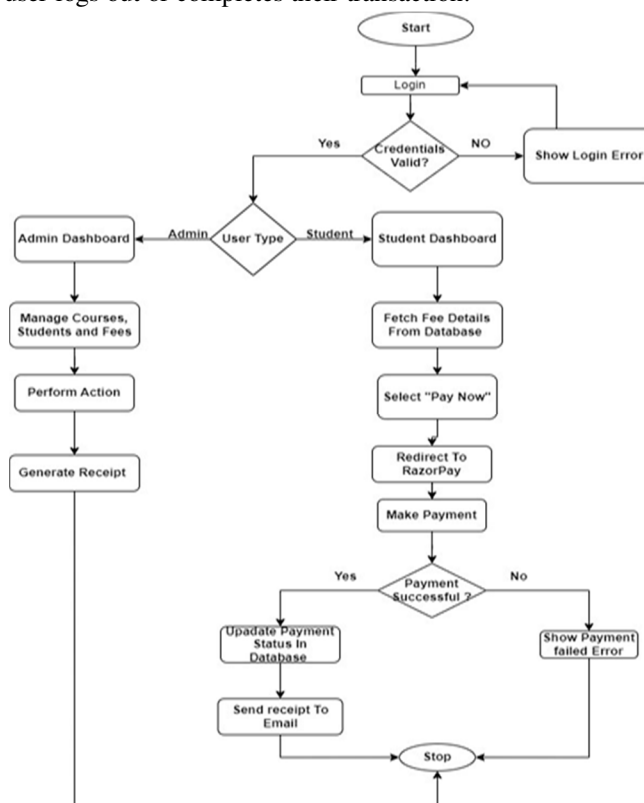 user logs out or completes their transaction.
Start
Login
Credentials
Valid?
Yes
NO
Show Login Error
User Type
Admin
Student
Admin Dashboard
Student Dashboard
Manage Courses,
Students and Fees
Fetch Fee Details
From Database
Perform Action
Select "Pay Now"
Generate Receipt
Redirect To
RazorPay
Make Payment
Payment
Successful ?
Yes
No
Upadate Payment
Status In
Database
Show Payment
failed Error
Send receipt To
Email
Stop